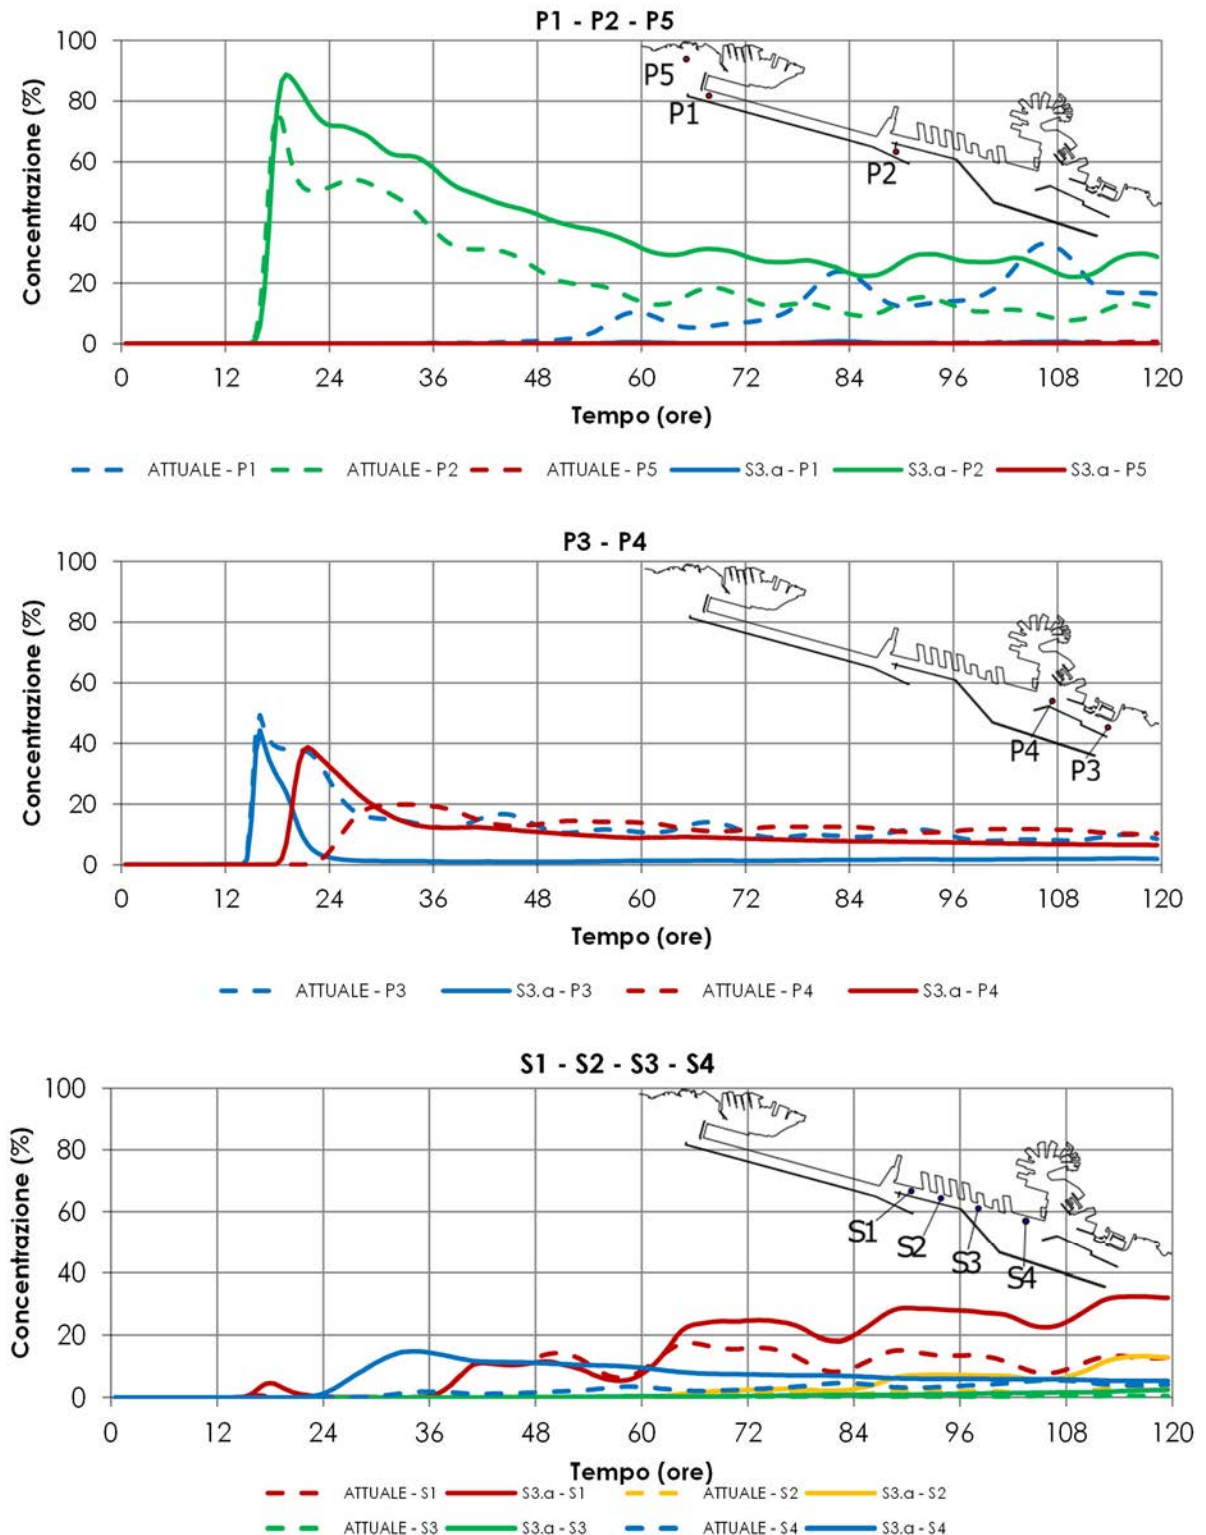 P1 - P2 - P5
Concentrazione (%)
100
80
60
40
20
0
P5
P1
P2
0 12 24 36 48 60 72 84 96 108 120
Tempo (ore)
ATTUALE - P1 ATTUALE - P2 ATTUALE - P5 S3.a - P1 S3.a - P2 S3.a - P5
P3 - P4
Concentrazione (%)
100
80
60
40
20
0
P4
P3
0 12 24 36 48 60 72 84 96 108 120
Tempo (ore)
ATTUALE - P3 S3.a - P3 ATTUALE - P4 S3.a - P4
S1 - S2 - S3 - S4
Concentrazione (%)
100
80
60
40
20
0
S1
S2
S3
S4
0 12 24 36 48 60 72 84 96 108 120
Tempo (ore)
ATTUALE - S1 S3.a - S1 ATTUALE - S2 S3.a - S2
ATTUALE - S3 S3.a - S3 ATTUALE - S4 S3.a - S4